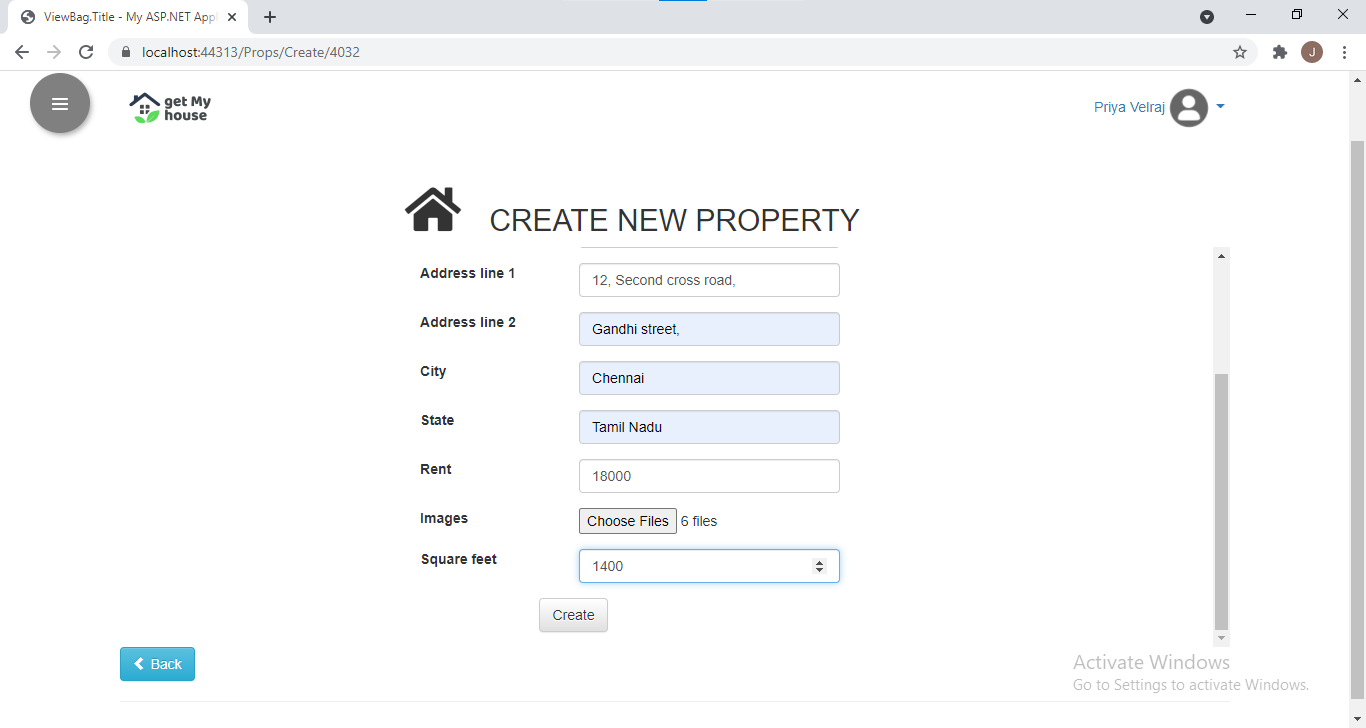 ViewBag.Title - My ASP.NET Appl
localhost:44313/Props/Create/4032
J
get My
house
Priya Velraj
CREATE NEW PROPERTY
Address line 1
12, Second cross road,
Address line 2
Gandhi street,
City
Chennai
State
Tamil Nadu
Rent
18000
Images
Choose Files 6 files
Square feet
1400
Create
Back
Activate Windows
Go to Settings to activate Windows.